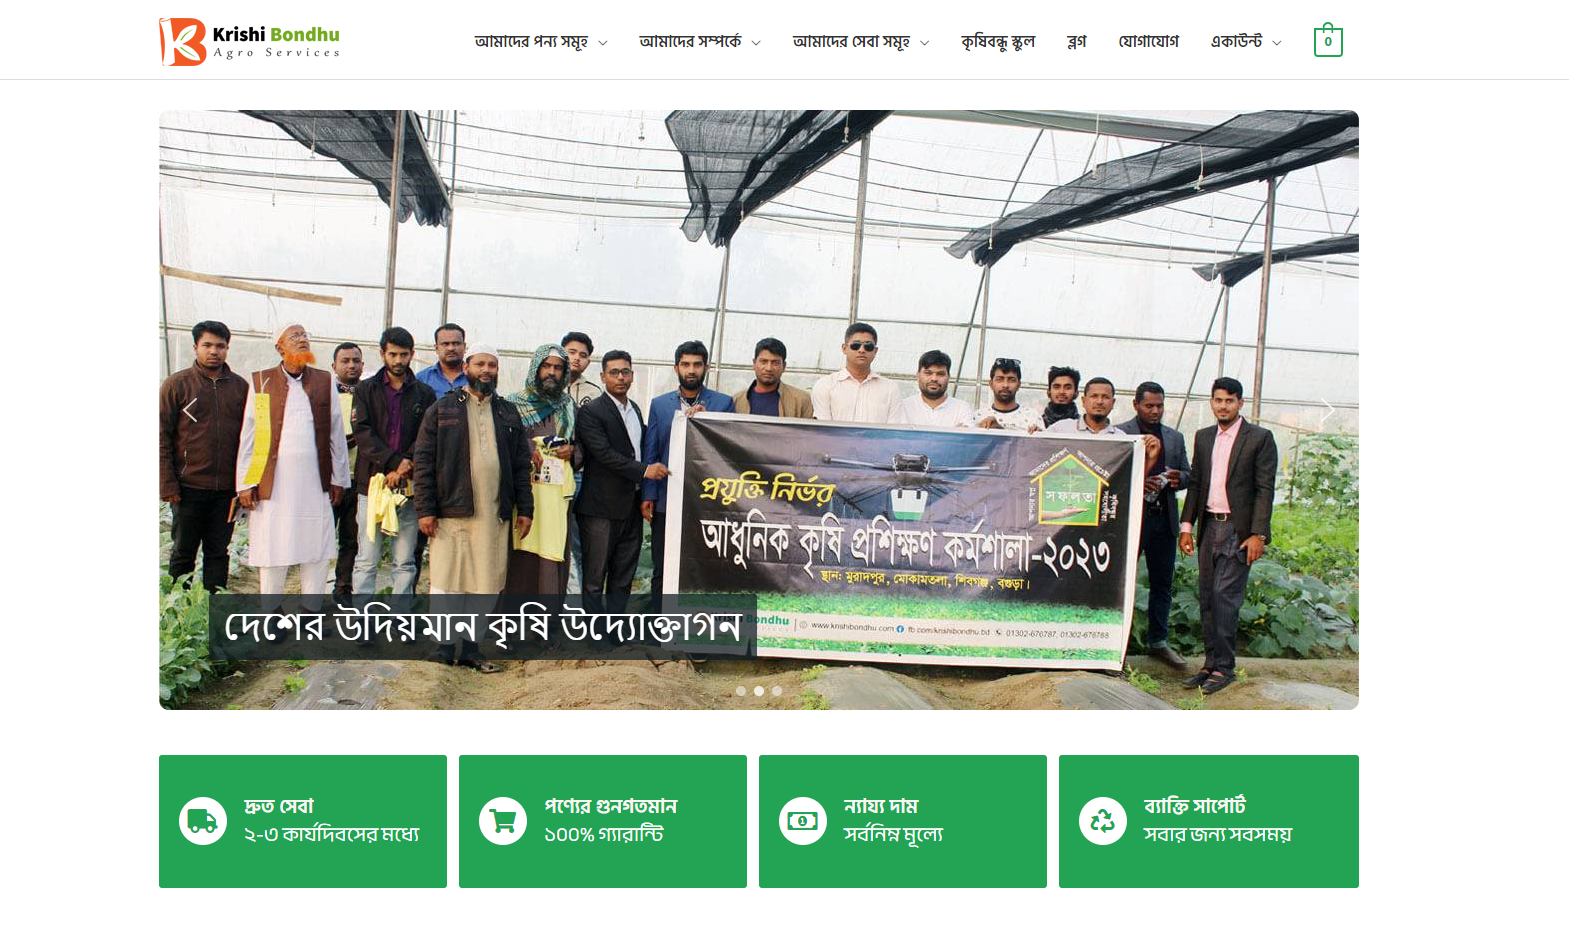 Krishi Bondhu
Agro Services
আমাদের পন্য সমূহ
আমাদের সম্পর্কে
আমাদের সেবা সমূহ
কৃষিবন্ধু স্কুল
ব্লগ
যোগাযোগ
একাউন্ট
0
প্রযুক্তি নির্ভর
সফলতা
আধুনিক কৃষি প্রশিক্ষণ কর্মশালা-২০২৩
স্থান: মুরাদপুর, মোকামতলা, শিবগঞ্জ, বগুড়া।
Bondhu
www.krishibondhu.com fb.com/krishibondhu.bd 01302-676787, 01302-676788
দেশের উদিয়মান কৃষি উদ্যোক্তাগন
দ্রুত সেবা
২-৩ কার্যদিবসের মধ্যে
পণ্যের গুনগতমান
১০০% গ্যারান্টি
ন্যায্য দাম
সর্বনিম্ন মূল্যে
ব্যাক্তি সাপোর্ট
সবার জন্য সবসময়